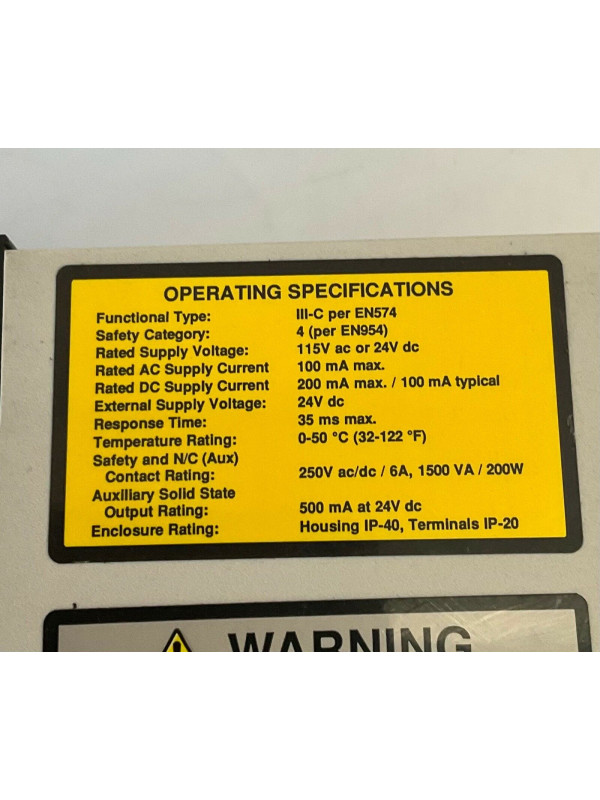 OPERATING SPECIFICATIONS
Functional Type: III-C per EN574
Safety Category: 4 (per EN954)
Rated Supply Voltage: 115V ac or 24V dc
Rated AC Supply Current 100 mA max.
Rated DC Supply Current 200 mA max. / 100 mA typical
External Supply Voltage: 24V dc
Response Time: 35 ms max.
Temperature Rating: 0-50 °C (32-122 °F)
Safety and N/C (Aux)
Contact Rating: 250V ac/dc / 6A, 1500 VA / 200W
Auxiliary Solid State
Output Rating: 500 mA at 24V dc
Enclosure Rating: Housing IP-40, Terminals IP-20
WARNING